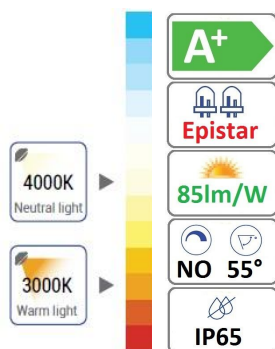 A+
Epistar
4000K
Neutral light
85lm/W
NO 55°
3000K
Warm light
IP65